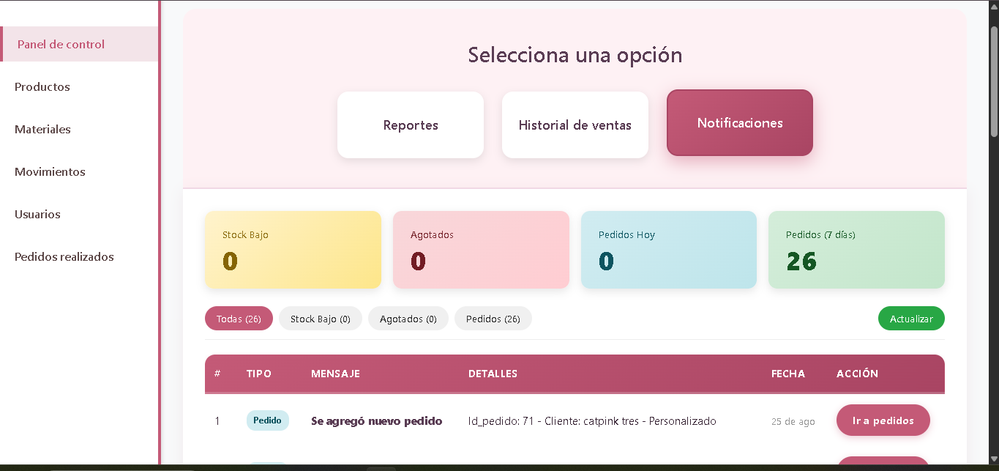 Panel de control
Productos
Materiales
Movimientos
Usuarios
Pedidos realizados
Selecciona una opción
Reportes
Historial de ventas
Notificaciones
Stock Bajo
0
Agotados
0
Pedidos Hoy
0
Pedidos (7 días)
26
Todas (26) Stock Bajo (0) Agotados (0) Pedidos (26) Actualizar
# TIPO MENSAJE DETALLES FECHA ACCIÓN
1 Pedido Se agregó nuevo pedido Id_pedido: 71 - Cliente: catpink tres - Personalizado 25 de ago Ir a pedidos